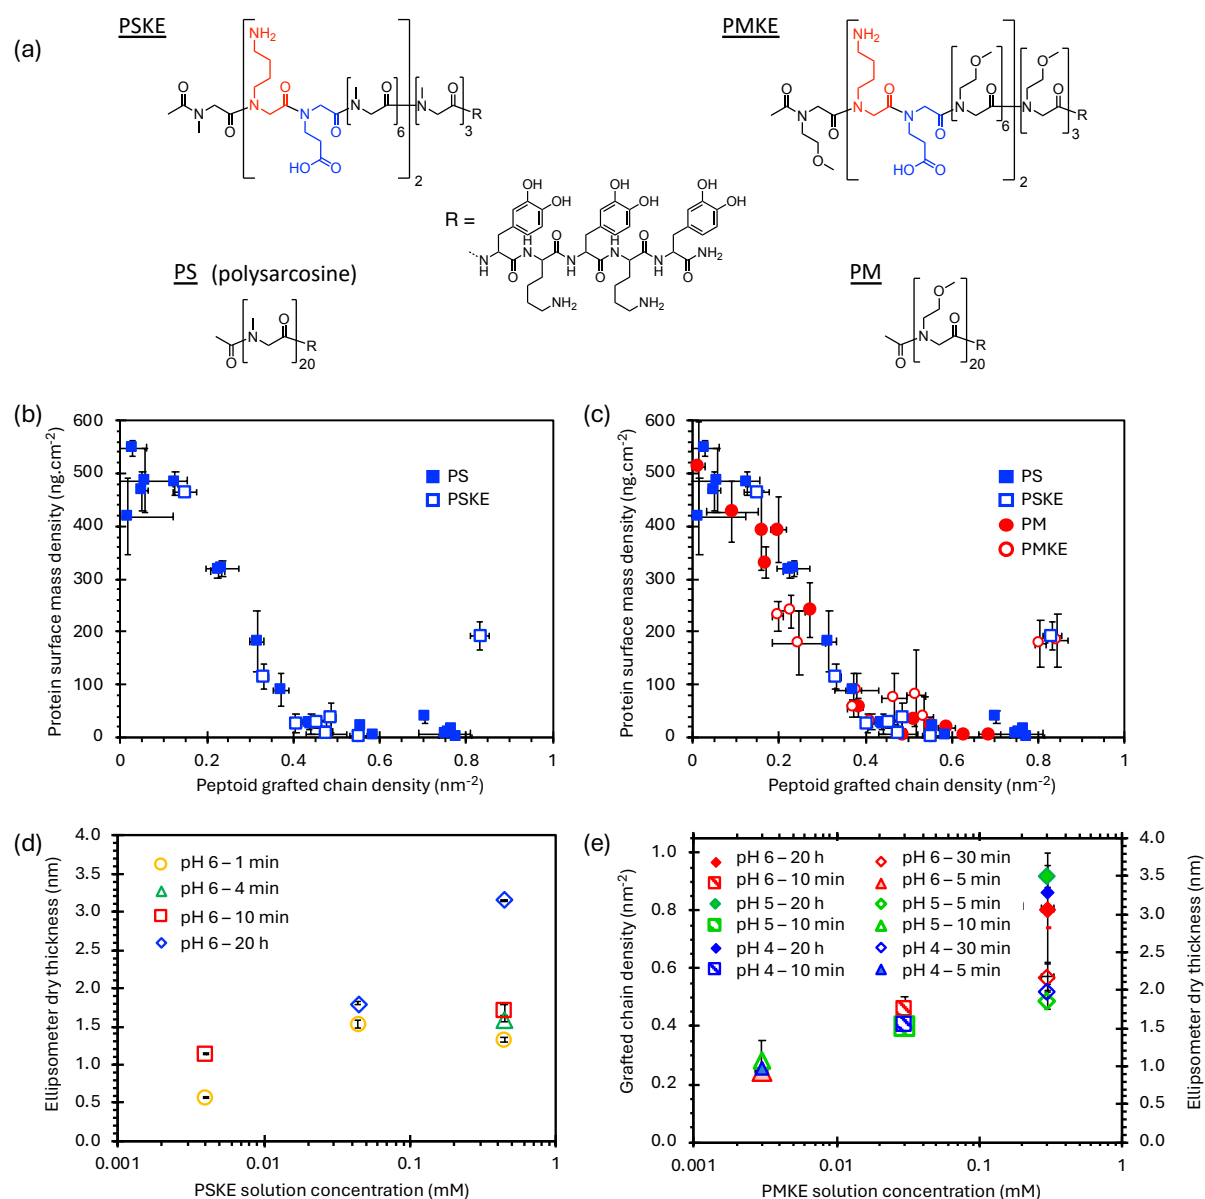 (a)
PSKE
PMKE
NH2
O
N
O
N
O
N
O
N
O
N
O
R
6
3
HO
O
2
NH2
O
N
O
N
O
N
O
N
O
N
O
R
O
O
O
6
3
HO
O
2
R =
OH
OH
OH
OH
OH
OH
N
H
O
H
N
O
N
H
O
H
N
O
N
H
NH2
O
NH2
NH2
PS (polysarcosine)
O
N
O
R
20
PM
O
O
N
O
R
20
(b)
Protein surface mass density (ng.cm-2)
600
500
400
300
200
100
0
0
0.2
0.4
0.6
0.8
1
Peptoid grafted chain density (nm-2)
PS
PSKE
(c)
Protein surface mass density (ng.cm-2)
600
500
400
300
200
100
0
0
0.2
0.4
0.6
0.8
1
Peptoid grafted chain density (nm-2)
PS
PSKE
PM
PMKE
(d)
Ellipsometer dry thickness (nm)
4.0
3.5
3.0
2.5
2.0
1.5
1.0
0.5
0.0
0.001
0.01
0.1
1
PSKE solution concentration (mM)
pH 6 – 1 min
pH 6 – 4 min
pH 6 – 10 min
pH 6 – 20 h
(e)
Grafted chain density (nm-2)
1.0
0.8
0.6
0.4
0.2
0.0
pH 6 – 20 h
pH 6 – 10 min
pH 5 – 20 h
pH 5 – 10 min
pH 4 – 20 h
pH 4 – 10 min
pH 6 – 30 min
pH 6 – 5 min
pH 5 – 5 min
pH 5 – 10 min
pH 4 – 30 min
pH 4 – 5 min
4.0
3.5
3.0
2.5
2.0
1.5
1.0
0.5
0.0
Ellipsometer dry thickness (nm)
0.001
0.01
0.1
1
PMKE solution concentration (mM)